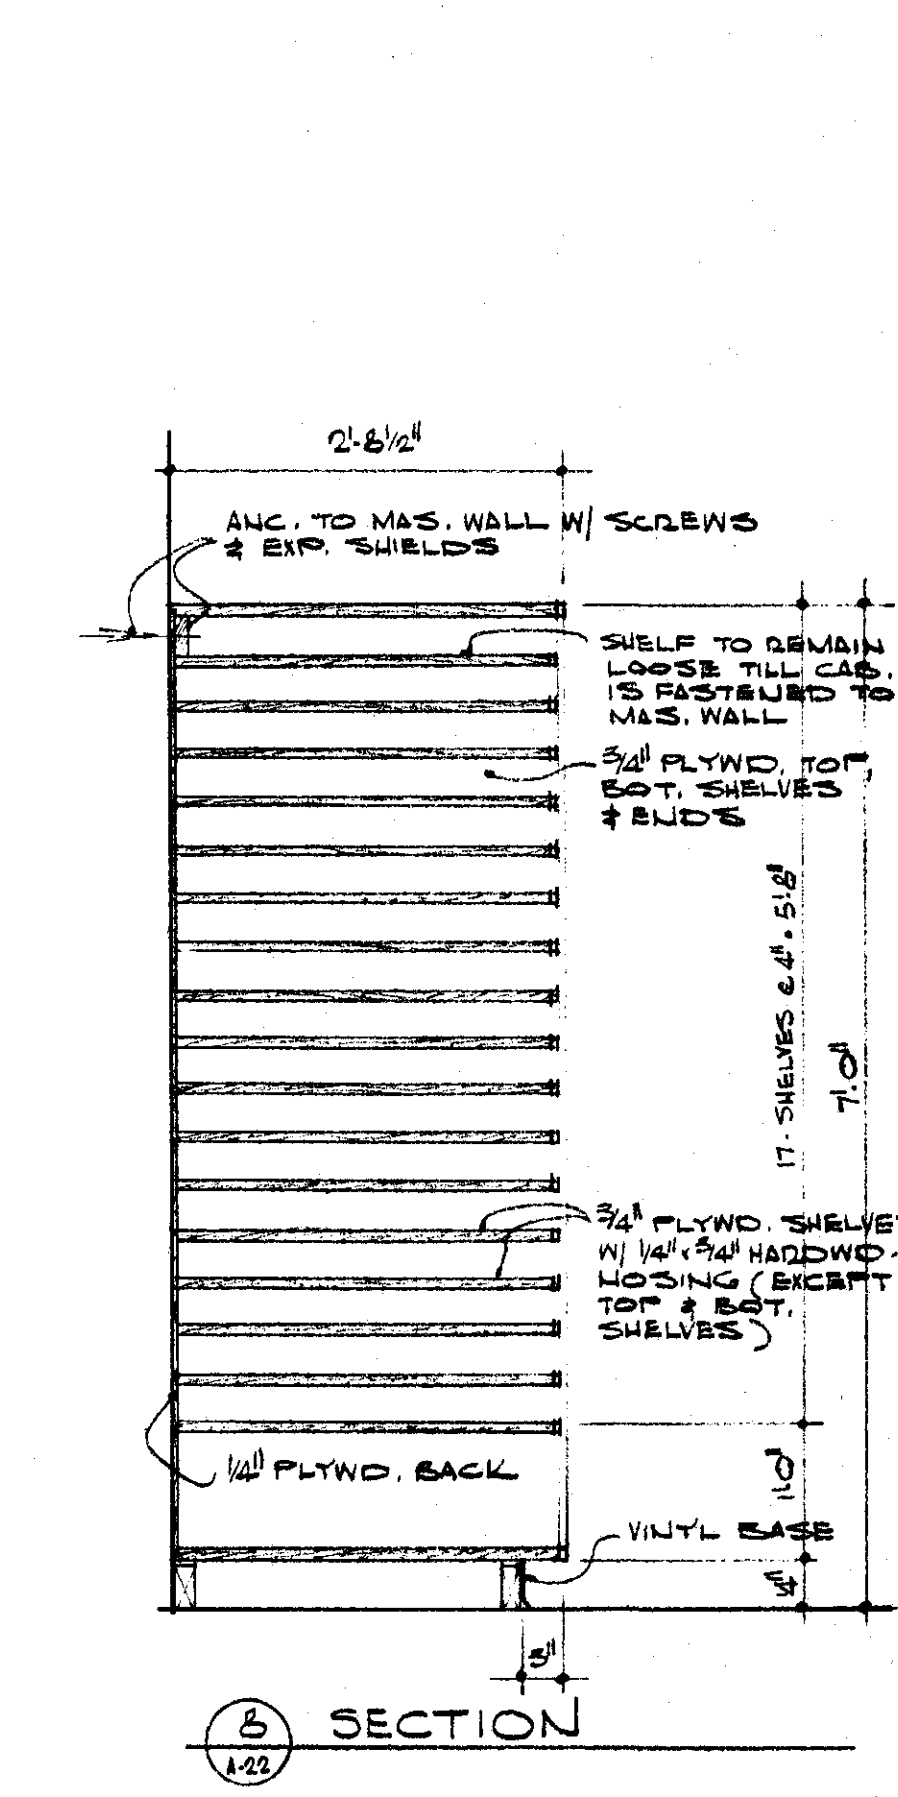 2'-8 1/2"
ANC. TO MAS. WALL W/ SCREWS
& EXP. SHIELDS
SHELF TO REMAIN
LOOSE TILL CAB.
IS FASTENED TO
MAS. WALL
3/4" PLYWD. TOP,
BOT. SHELVES
& ENDS
17- SHELVES @ 4" = 5'-8"
7'-0"
3/4" PLYWD. SHELVES
W/ 1/4" x 3/4" HARDWD.
NOSING (EXCEPT
TOP & BOT.
SHELVES)
1/4" PLYWD. BACK
1'-0"
VINYL BASE
4"
3"
8 SECTION
A-22